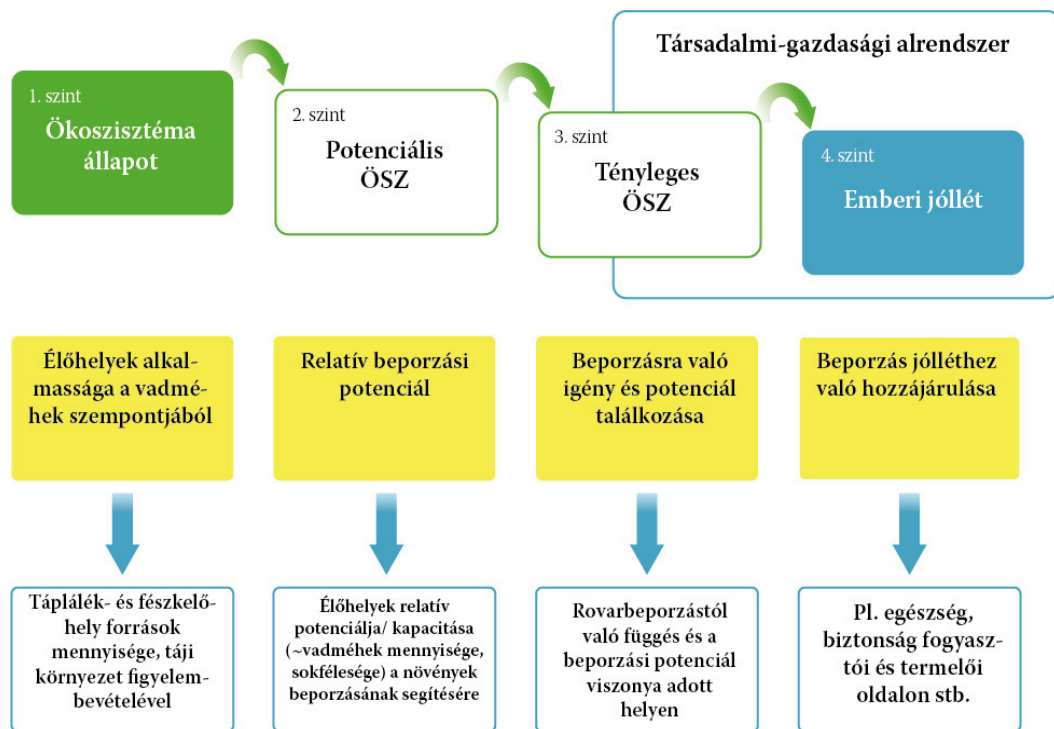 Társadalmi-gazdasági alrendszer
1. szint
Ökoszisztéma
állapot
2. szint
Potenciális
ÖSZ
3. szint
Tényleges
ÖSZ
4. szint
Emberi jóllét
Élőhelyek alkal-
massága a vadmé-
hek szempontjából
Relatív beporzási
potenciál
Beporzásra való
igény és potenciál
találkozása
Beporzás jólléthez
való hozzájárulása
Táplálék- és fészkelő-
hely források
mennyisége, táji
környezet figyelem-
bevételével
Élőhelyek relatív
potenciálja/ kapacitása
(~vadméhek mennyisége,
sokfélesége) a növények
beporzásának segítésére
Rovarbeporzástól
való függés és a
beporzási potenciál
viszonya adott
helyen
Pl. egészség,
biztonság fogyasz-
tói és termelői
oldalon stb.